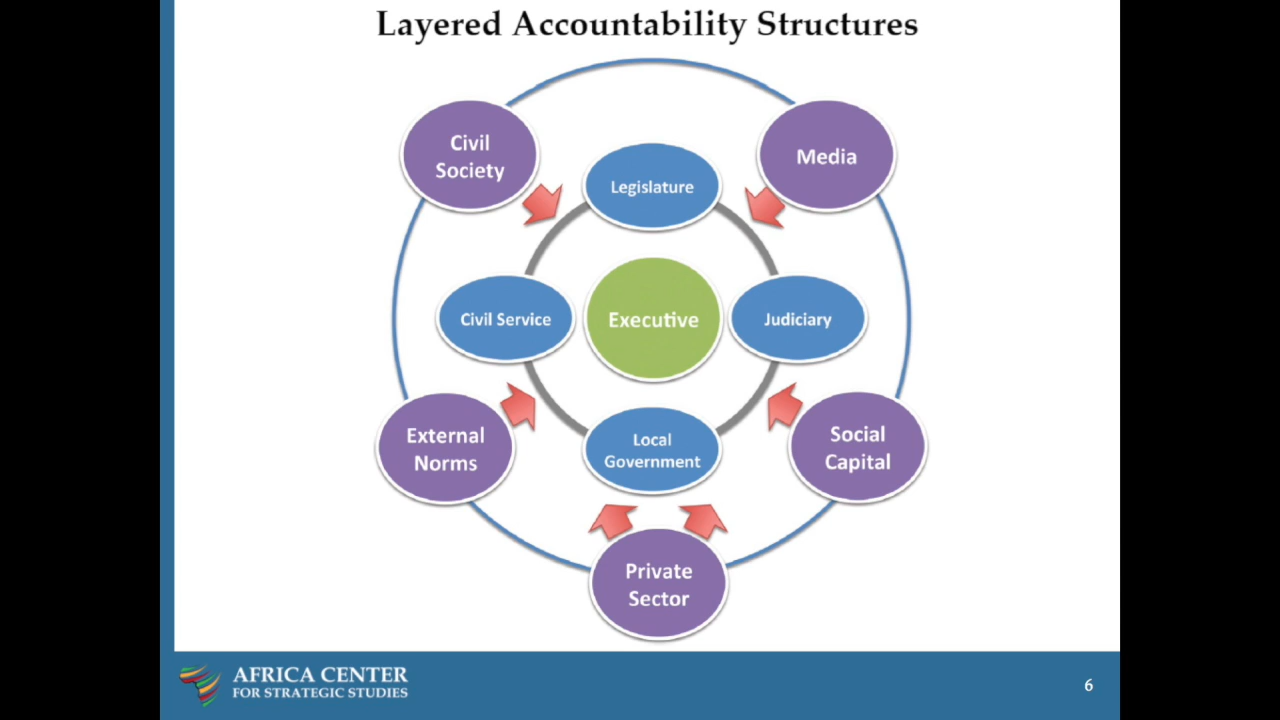 Layered Accountability Structures
Civil
Society
Media
Legislature
Civil Service
Executive
Judiciary
External
Norms
Local
Government
Social
Capital
Private
Sector
AFRICA CENTER
FOR STRATEGIC STUDIES
6